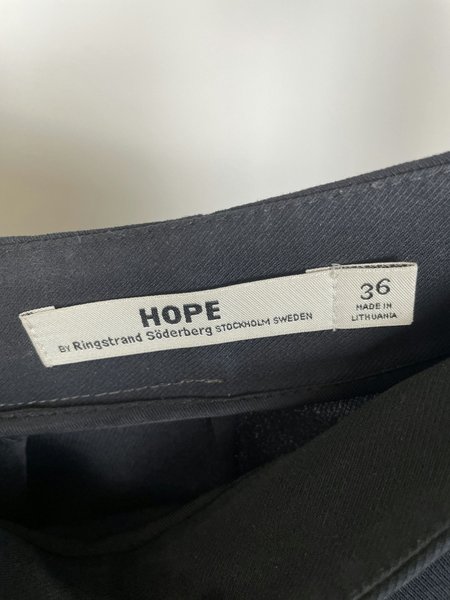 HOPE
BY Ringstrand Söderberg STOCKHOLM SWEDEN
36
MADE IN
LITHUANIA